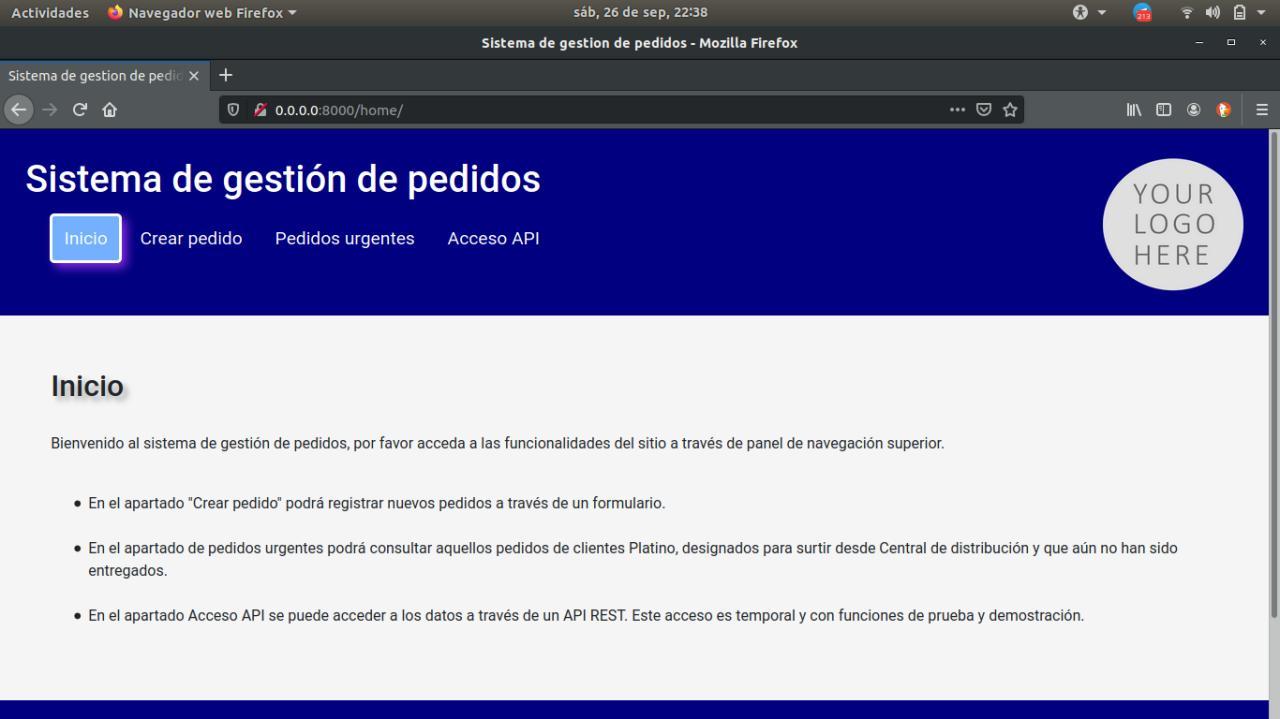 Actividades Navegador web Firefox sáb, 26 de sep, 22:38 213
Sistema de gestion de pedidos - Mozilla Firefox
Sistema de gestion de pedid
0.0.0.0:8000/home/
Sistema de gestión de pedidos
Inicio Crear pedido Pedidos urgentes Acceso API
YOUR
LOGO
HERE
Inicio
Bienvenido al sistema de gestión de pedidos, por favor acceda a las funcionalidades del sitio a través de panel de navegación superior.
En el apartado "Crear pedido" podrá registrar nuevos pedidos a través de un formulario.
En el apartado de pedidos urgentes podrá consultar aquellos pedidos de clientes Platino, designados para surtir desde Central de distribución y que aún no han sido
entregados.
En el apartado Acceso API se puede acceder a los datos a través de un API REST. Este acceso es temporal y con funciones de prueba y demostración.